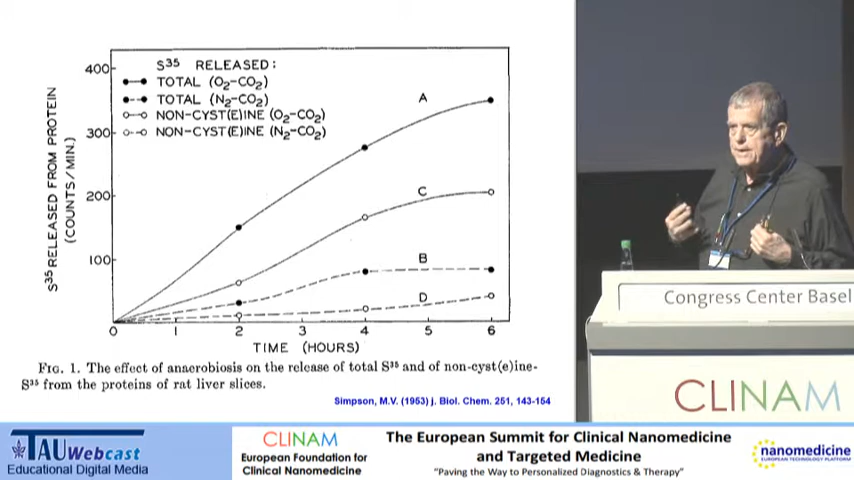 S35 RELEASED:
TOTAL (O2-CO2)
TOTAL (N2-CO2)
NON-CYST(E)INE (O2-CO2)
NON-CYST(E)INE (N2-CO2)
S35 RELEASED FROM PROTEIN
(COUNTS/MIN.)
400
300
200
100
A
C
B
D
0 1 2 3 4 5 6
TIME (HOURS)
FIG. 1. The effect of anaerobiosis on the release of total S35 and of non-cyst(e)ine-
S35 from the proteins of rat liver slices.
Simpson, M.V. (1953) j. Biol. Chem. 251, 143-154
Congress Center Basel
CLINAM
TAU Webcast
Educational Digital Media
CLINAM
European Foundation for
Clinical Nanomedicine
The European Summit for Clinical Nanomedicine
and Targeted Medicine
"Paving the Way to Personalized Diagnostics & Therapy"
nanomedicine
EUROPEAN TECHNOLOGY PLATFORM